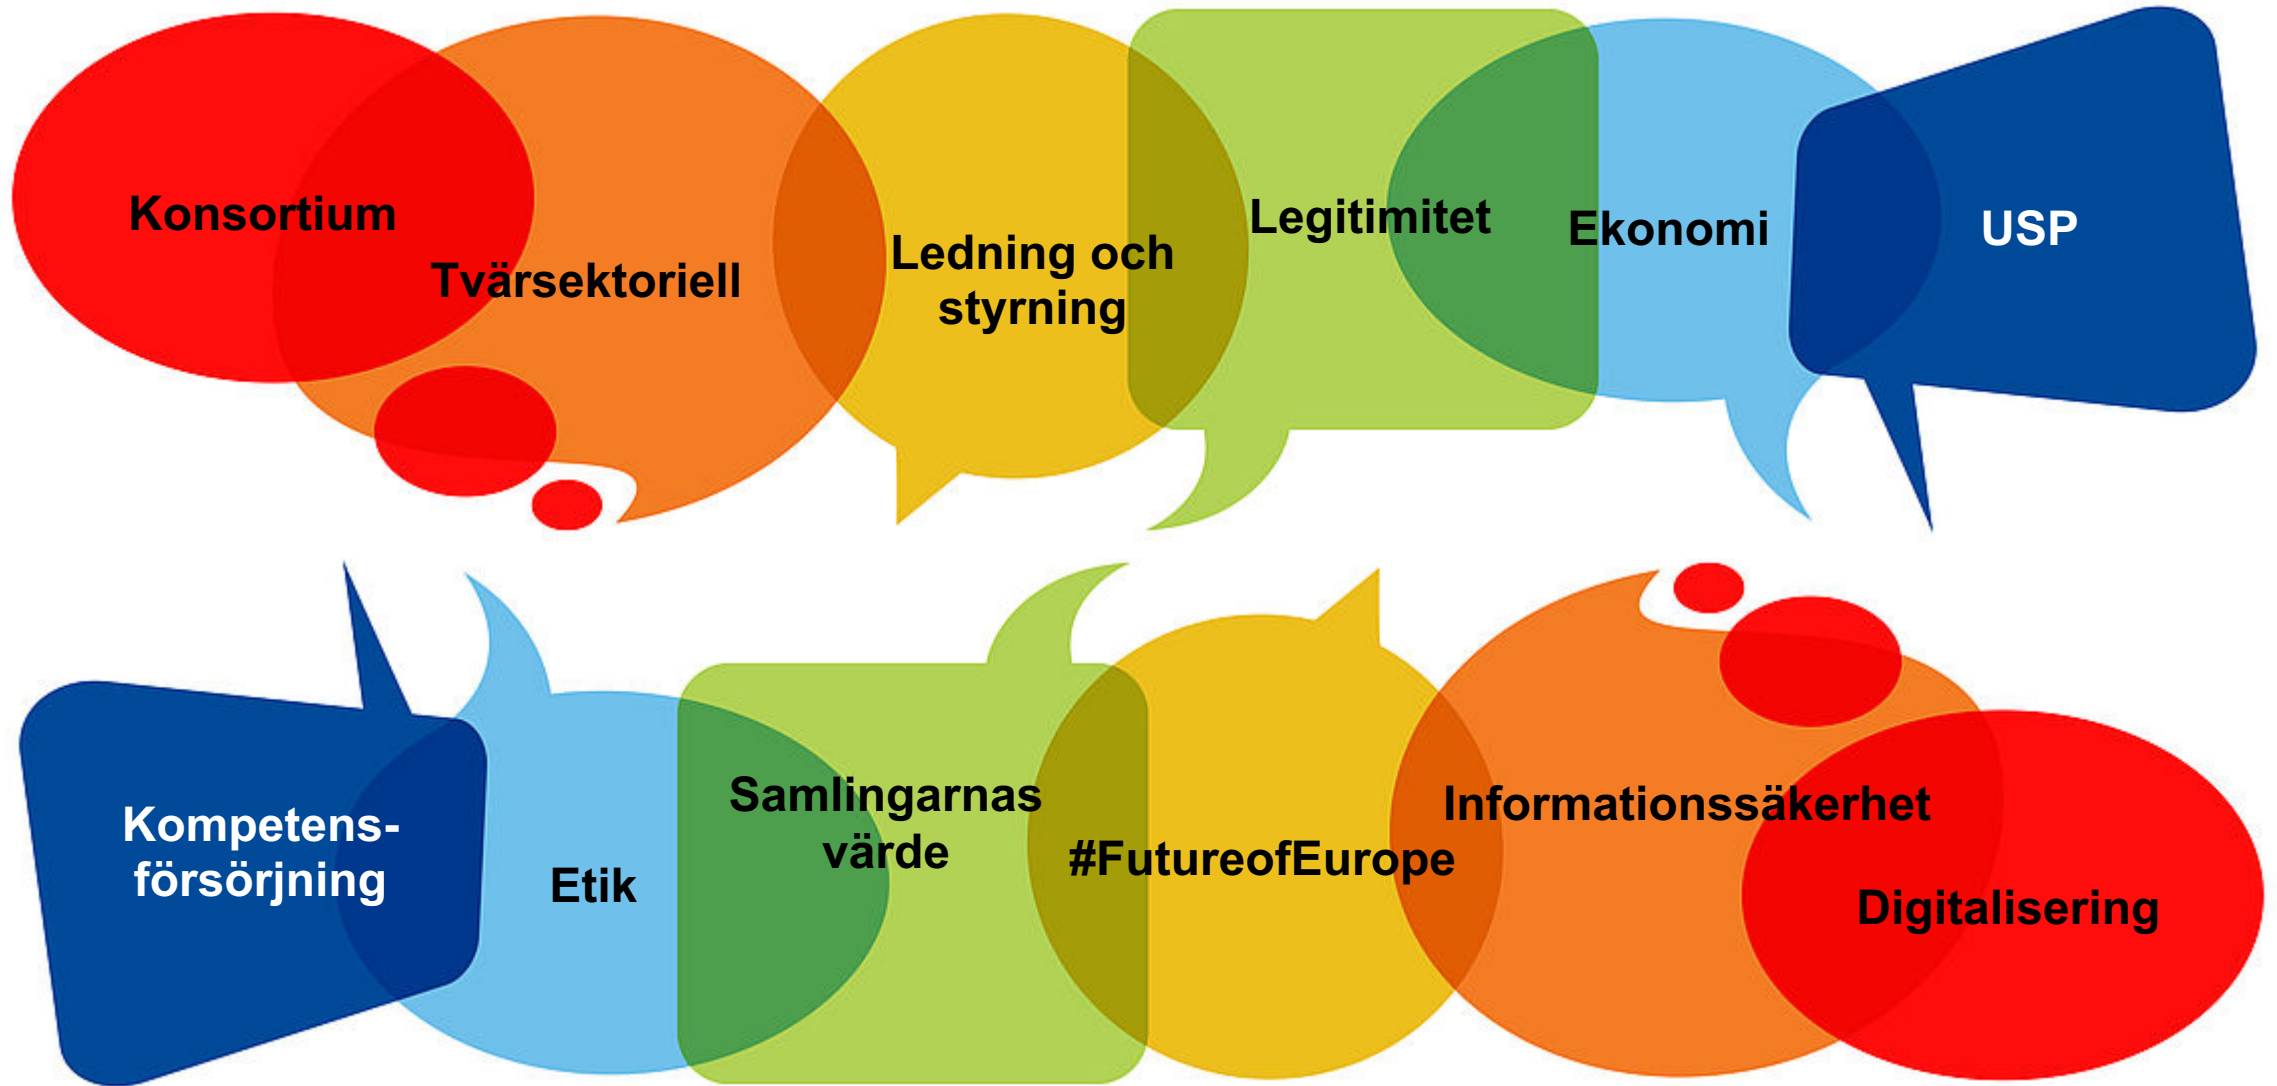 Konsortium
Tvärsektoriell
Ledning och
styrning
Legitimitet
Ekonomi
USP
Kompetens-
försörjning
Etik
Samlingarnas
värde
#FutureofEurope
Informationssäkerhet
Digitalisering